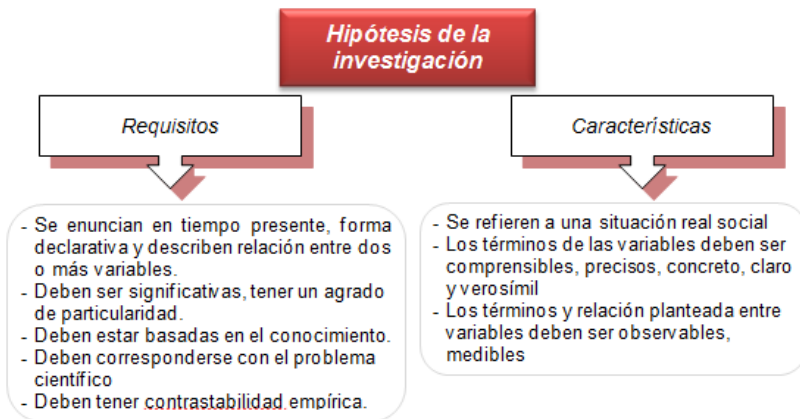 Hipótesis de la
investigación
Requisitos
- Se enuncian en tiempo presente, forma
declarativa y describen relación entre dos
o más variables.
- Deben ser significativas, tener un agrado
de particularidad.
- Deben estar basadas en el conocimiento.
- Deben corresponderse con el problema
científico
- Deben tener contrastabilidad empírica.
Características
- Se refieren a una situación real social
- Los términos de las variables deben ser
comprensibles, precisos, concreto, claro
y verosímil
- Los términos y relación planteada entre
variables deben ser observables,
medibles